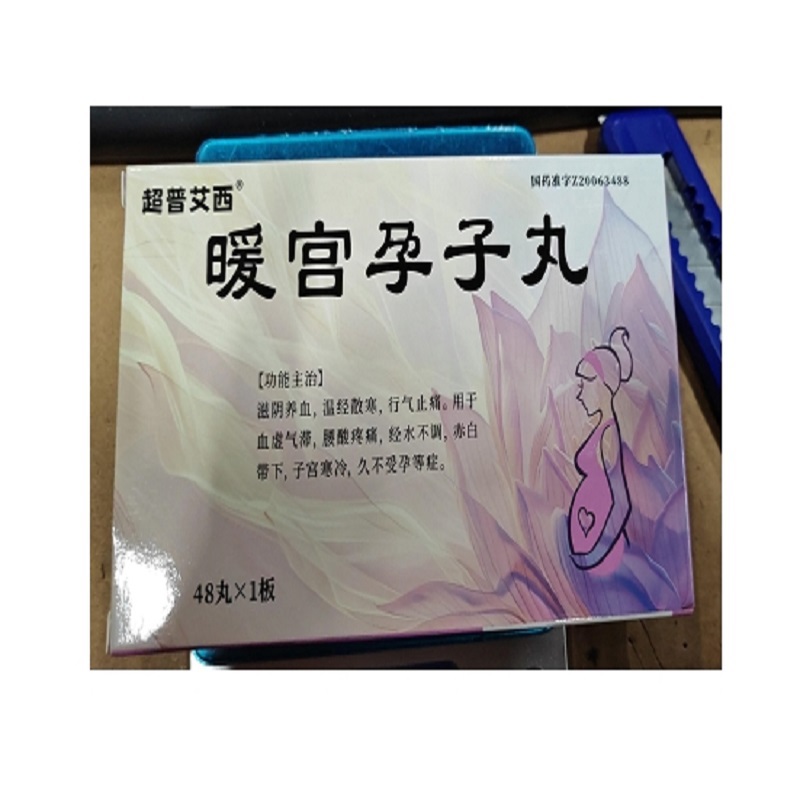 国药准字Z20063488
超普艾西®
暖宫孕子丸
【功能主治】
滋阴养血, 温经散寒, 行气止痛。用于
血虚气滞, 腰酸疼痛, 经水不调, 赤白
带下, 子宫寒冷, 久不受孕等症。
48丸×1板